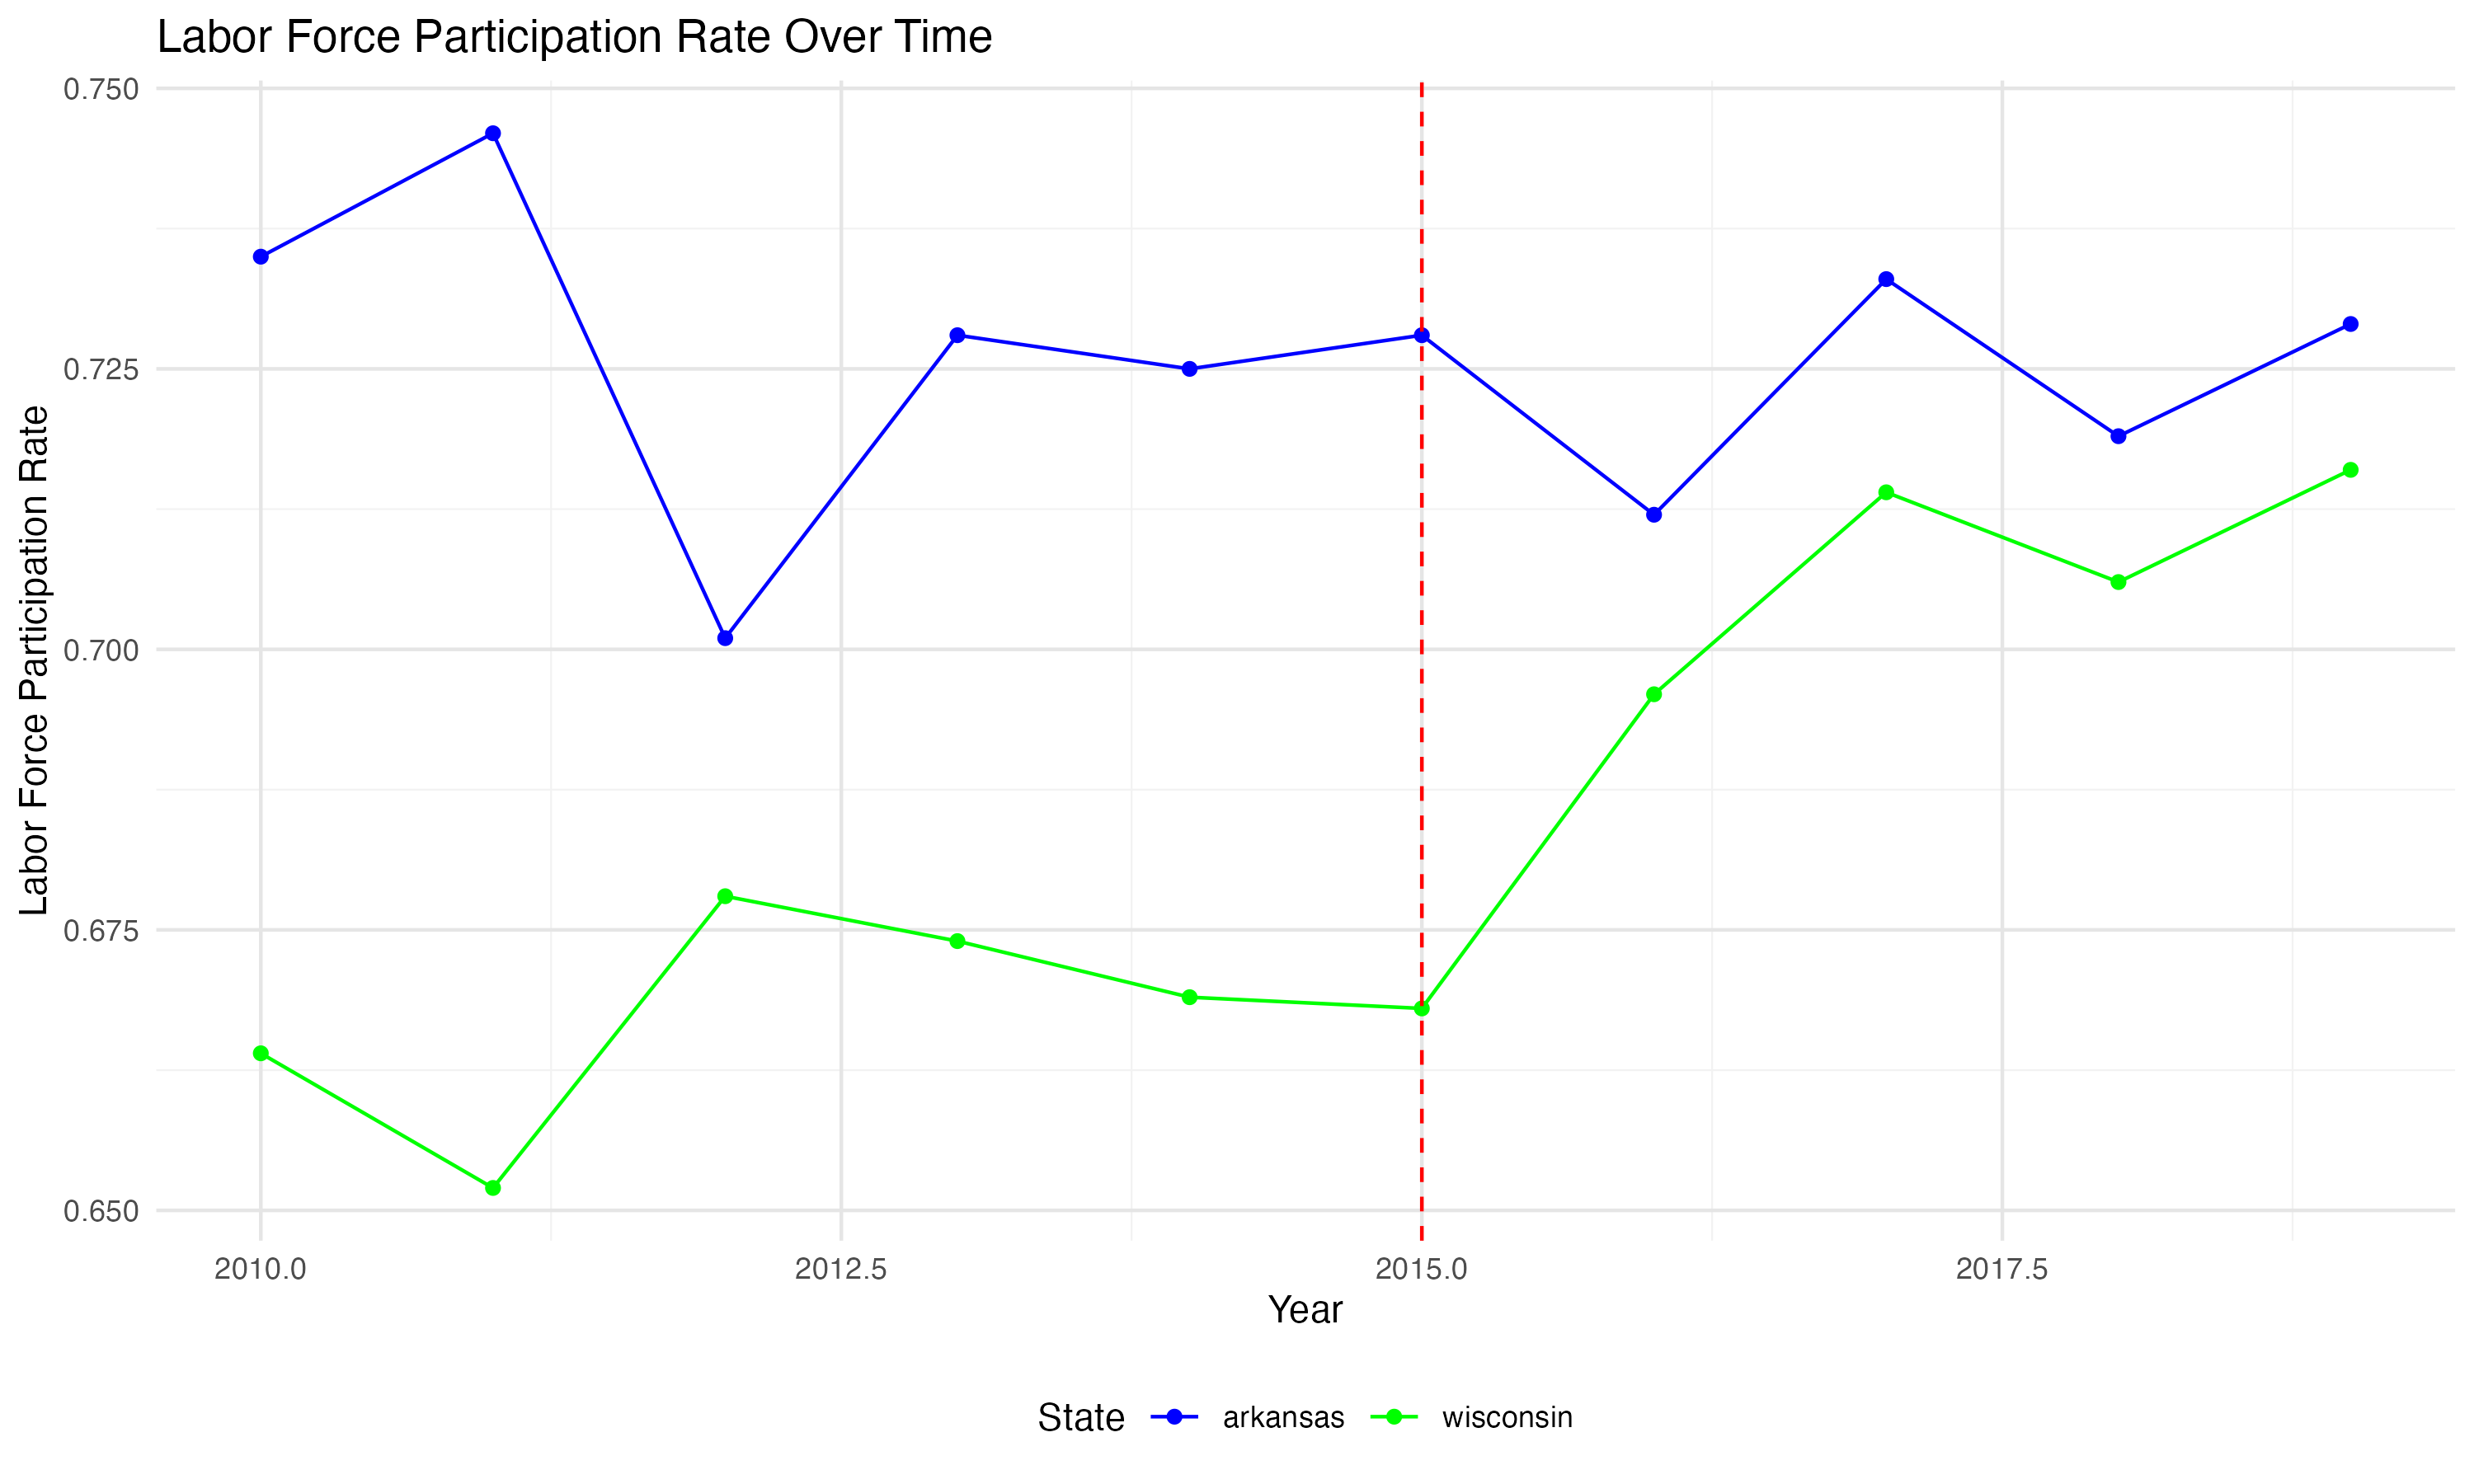 Labor Force Participation Rate Over Time
Labor Force Participation Rate
0.750
0.725
0.700
0.675
0.650
2010.0 2012.5 2015.0 2017.5
Year
State arkansas wisconsin